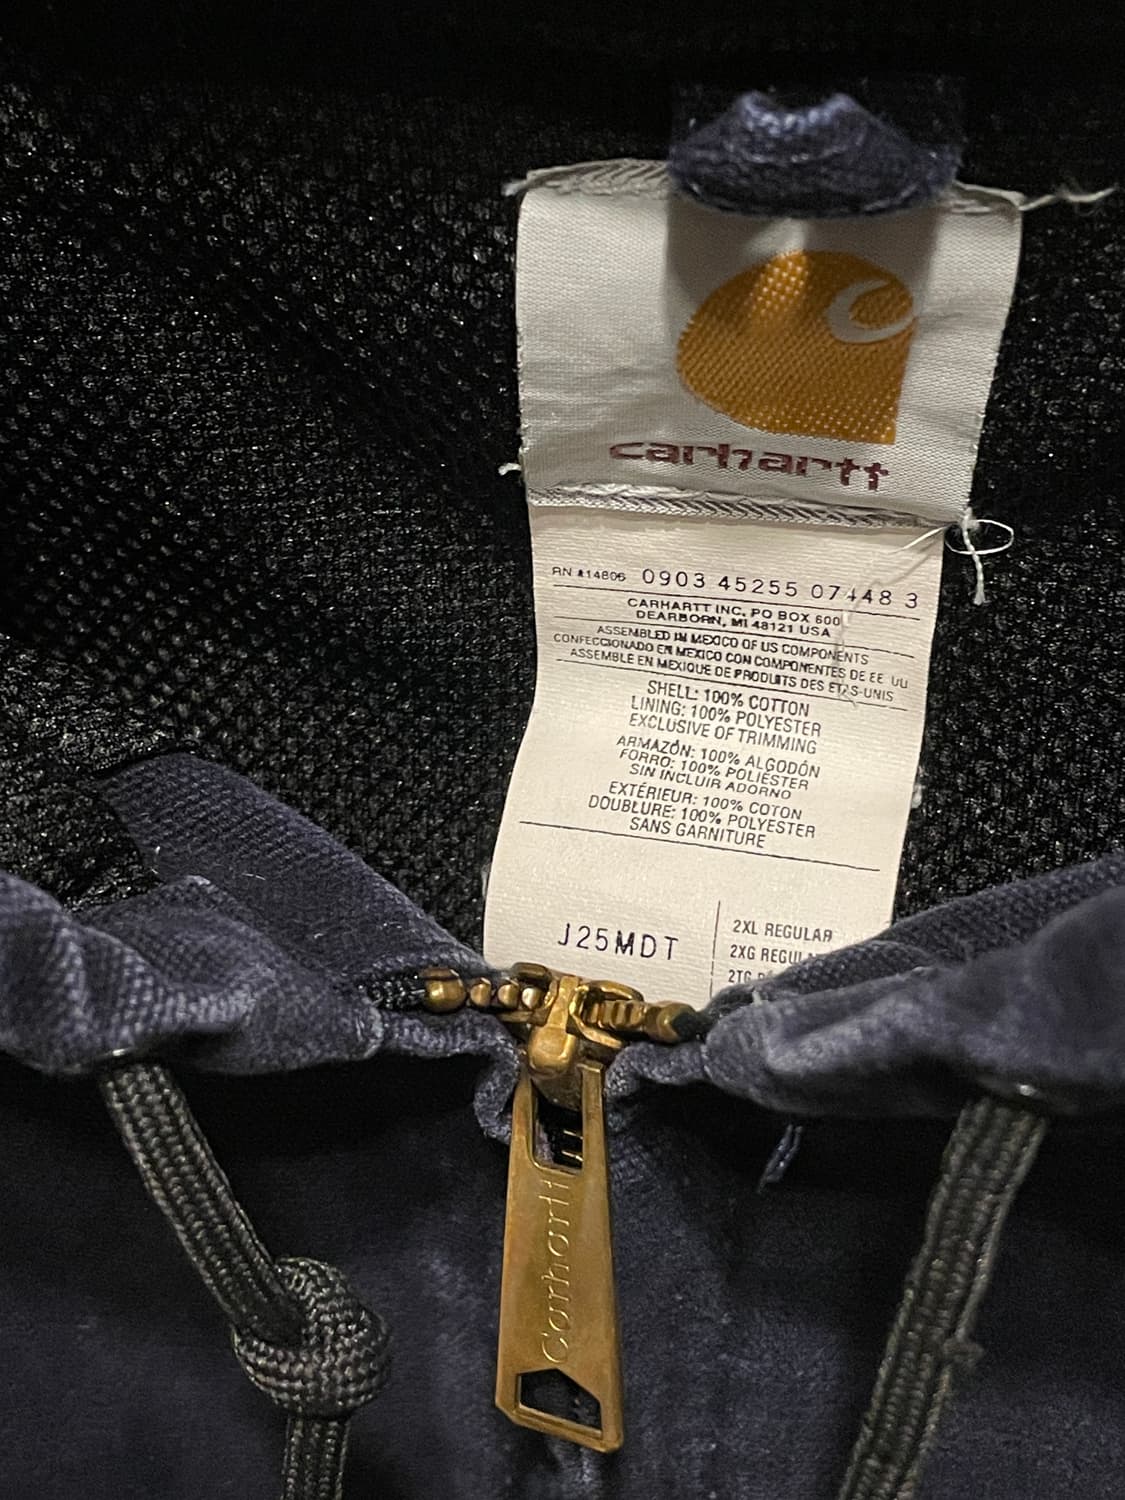 carhartt
RN #14806 0903 45255 07448 3
CARHARTT INC, PO BOX 600
DEARBORN, MI 48121 USA
ASSEMBLED IN MEXICO OF US COMPONENTS
CONFECCIONADO EN MEXICO CON COMPONENTES DE EE UU
ASSEMBLE EN MEXIQUE DE PRODUITS DES ETATS-UNIS
SHELL: 100% COTTON
LINING: 100% POLYESTER
EXCLUSIVE OF TRIMMING
ARMAZÓN: 100% ALGODÓN
FORRO: 100% POLIÉSTER
SIN INCLUIR ADORNO
EXTÉRIEUR: 100% COTON
DOUBLURE: 100% POLYESTER
SANS GARNITURE
J25MDT
2XL REGULAR
2XG
2TG
Carhartt